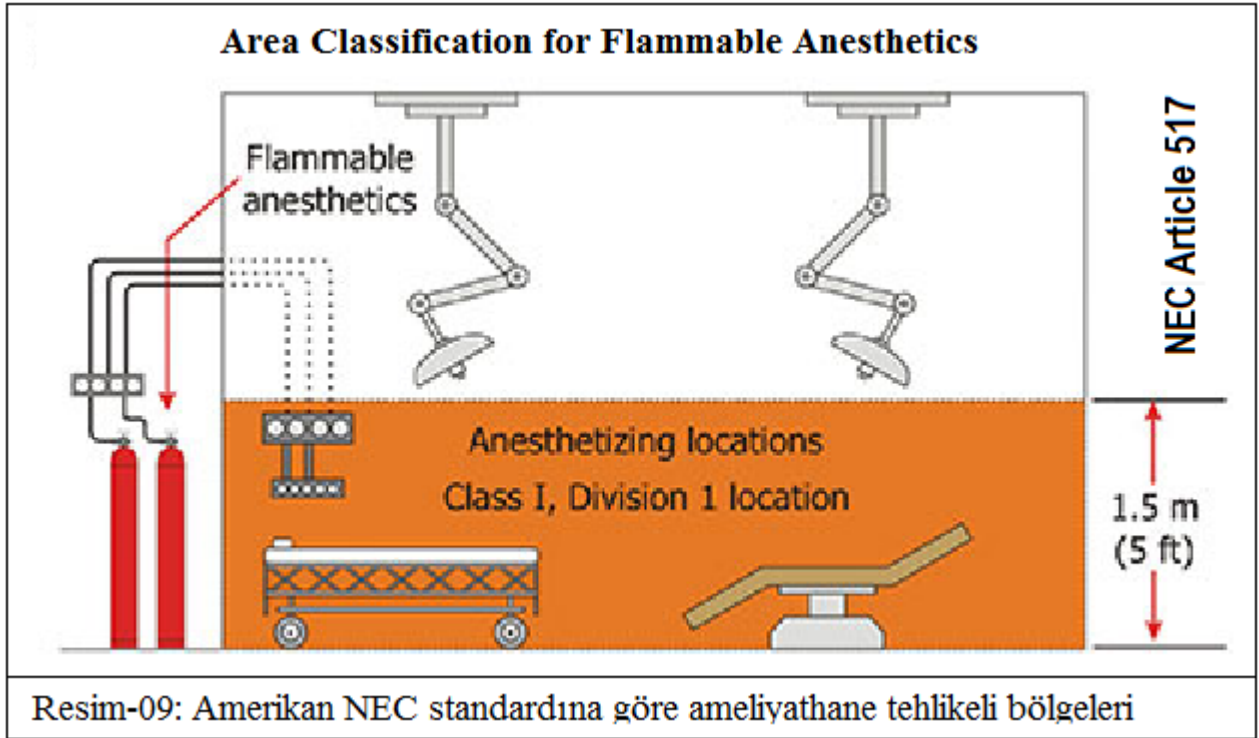 Area Classification for Flammable Anesthetics
Flammable
anesthetics
NEC Article 517
Anesthetizing locations
Class I, Division 1 location
1.5 m
(5 ft)
Resim-09: Amerikan NEC standardına göre ameliyathane tehlikeli bölgeleri